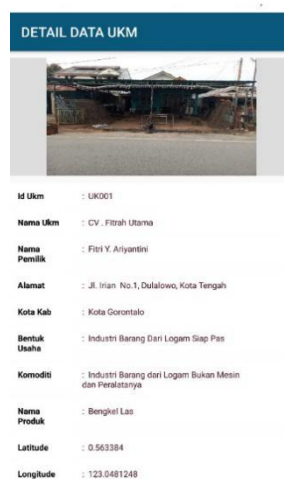 DETAIL DATA UKM
Id Ukm : UK001
Nama Ukm : CV . Fitrah Utama
Nama Pemilik : Fitri Y. Ariyantini
Alamat : Jl. Irian No.1, Dulalowo, Kota Tengah
Kota Kab : Kota Gorontalo
Bentuk Usaha : Industri Barang Dari Logam Siap Pas
Komoditi : Industri Barang dari Logam Bukan Mesin
dan Peralatanya
Nama Produk : Bengkel Las
Latitude : 0.563384
Longitude : 123.0481248